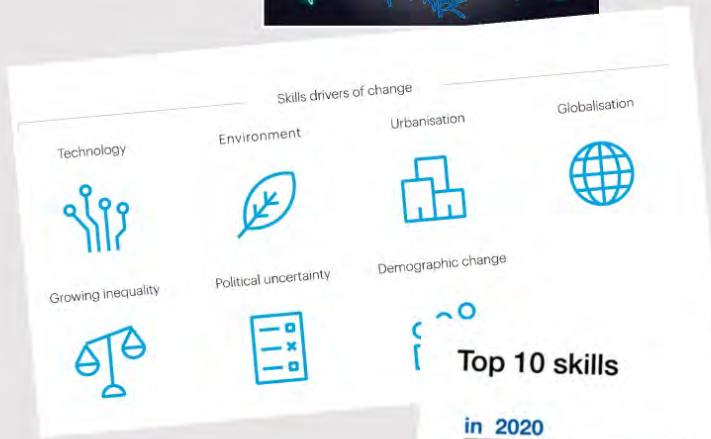 Skills drivers of change
Technology
Environment
Urbanisation
Globalisation
Growing inequality
Political uncertainty
Demographic change
Top 10 skills
in 2020